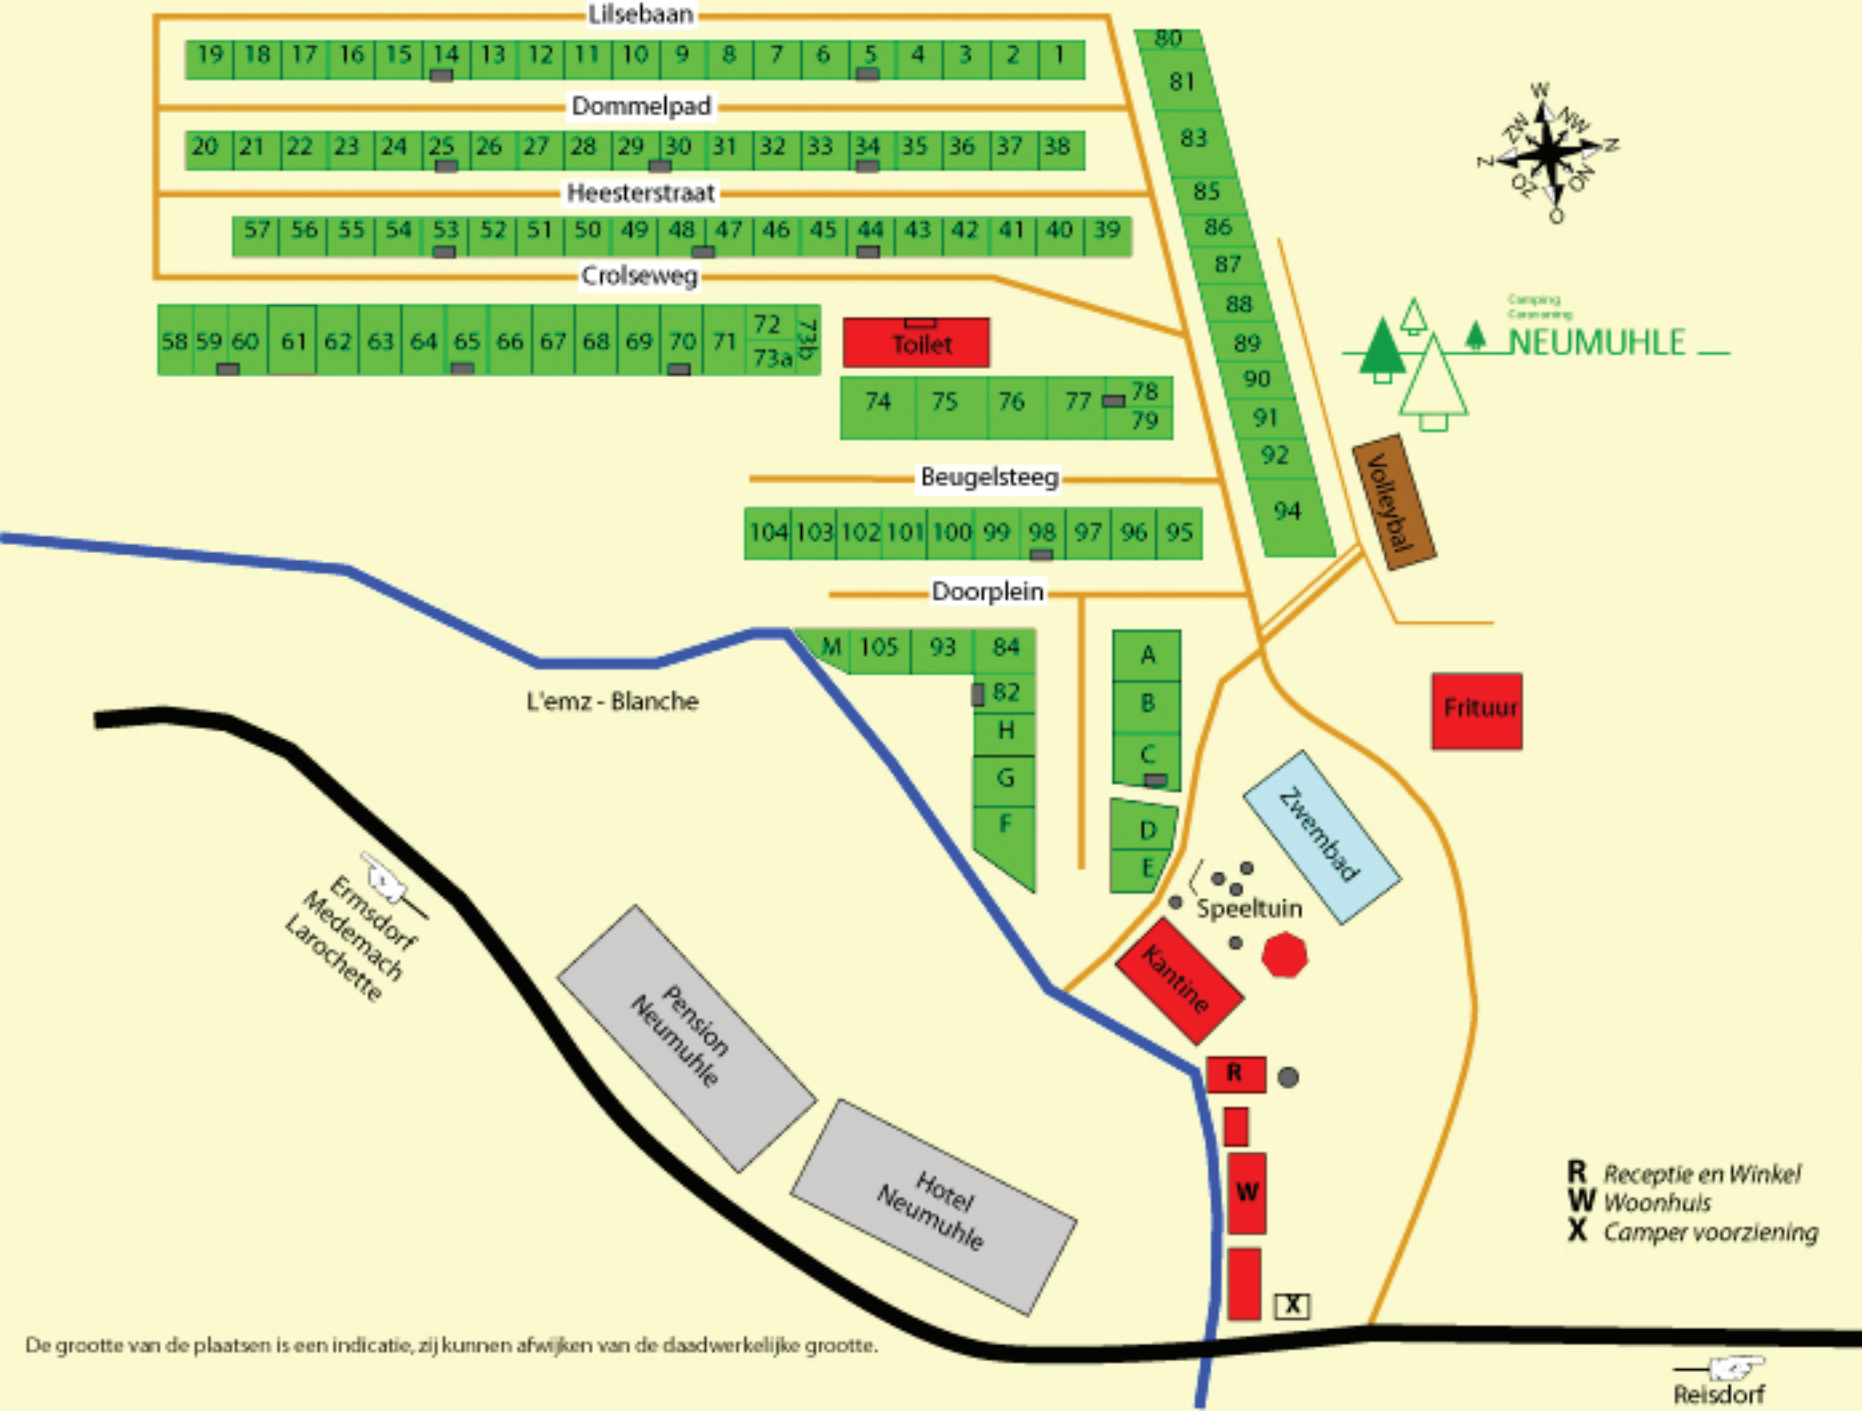 Lilsebaan
19 18 17 16 15 14 13 12 11 10 9 8 7 6 5 4 3 2 1
Dommelpad
20 21 22 23 24 25 26 27 28 29 30 31 32 33 34 35 36 37 38
Heesterstraat
57 56 55 54 53 52 51 50 49 48 47 46 45 44 43 42 41 40 39
Crolseweg
58 59 60 61 62 63 64 65 66 67 68 69 70 71 72 73a 73b
Toilet
74 75 76 77 78 79
Beugelsteeg
104 103 102 101 100 99 98 97 96 95
Doorplein
80
81
83
85
86
87
88
89
90
91
92
94
W
NW
N
NO
O
ZO
Z
ZW
Camping
Caravaning
NEUMUHLE
Volleybal
M 105 93 84
82
H
G
F
A
B
C
D
E
L'emz - Blanche
Frituur
Zwembad
Speeltuin
Kantine
Ermsdorf
Medemach
Larochette
Pension
Neumuhle
Hotel
Neumuhle
R
W
X
R Receptie en Winkel
W Woonhuis
X Camper voorziening
De grootte van de plaatsen is een indicatie, zij kunnen afwijken van de daadwerkelijke grootte.
Reisdorf